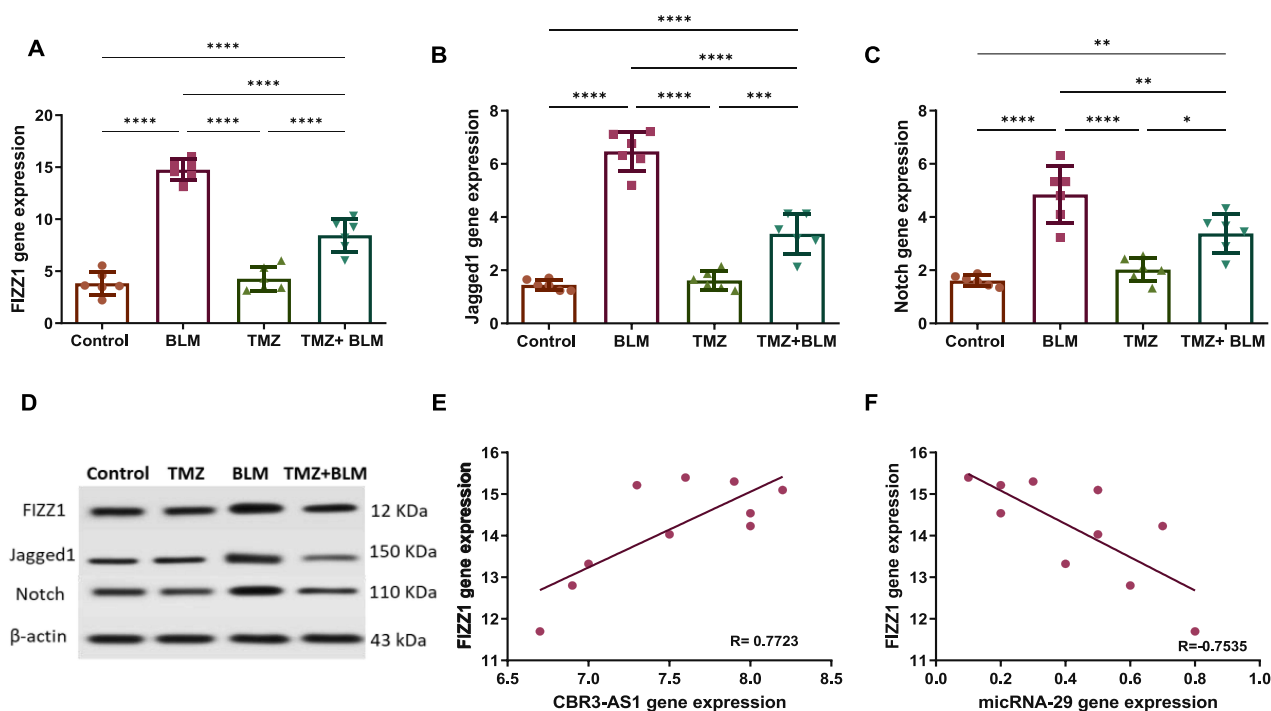 A
****
****
**** **** ****
FIZZ1 gene expression
20
15
10
5
0
Control BLM TMZ TMZ+ BLM
B
****
****
**** **** ***
Jagged1 gene expression
8
6
4
2
0
Control BLM TMZ TMZ+BLM
C
**
**
**** **** *
Notch gene expression
8
6
4
2
0
Control BLM TMZ TMZ+ BLM
D
Control TMZ BLM TMZ+BLM
FIZZ1 12 KDa
Jagged1 150 KDa
Notch 110 KDa
β-actin 43 kDa
E
FIZZ1 gene expression
16
15
14
13
12
11
R= 0.7723
6.5 7.0 7.5 8.0 8.5
CBR3-AS1 gene expression
F
FIZZ1 gene expression
16
15
14
13
12
11
R=-0.7535
0.0 0.2 0.4 0.6 0.8 1.0
micRNA-29 gene expression